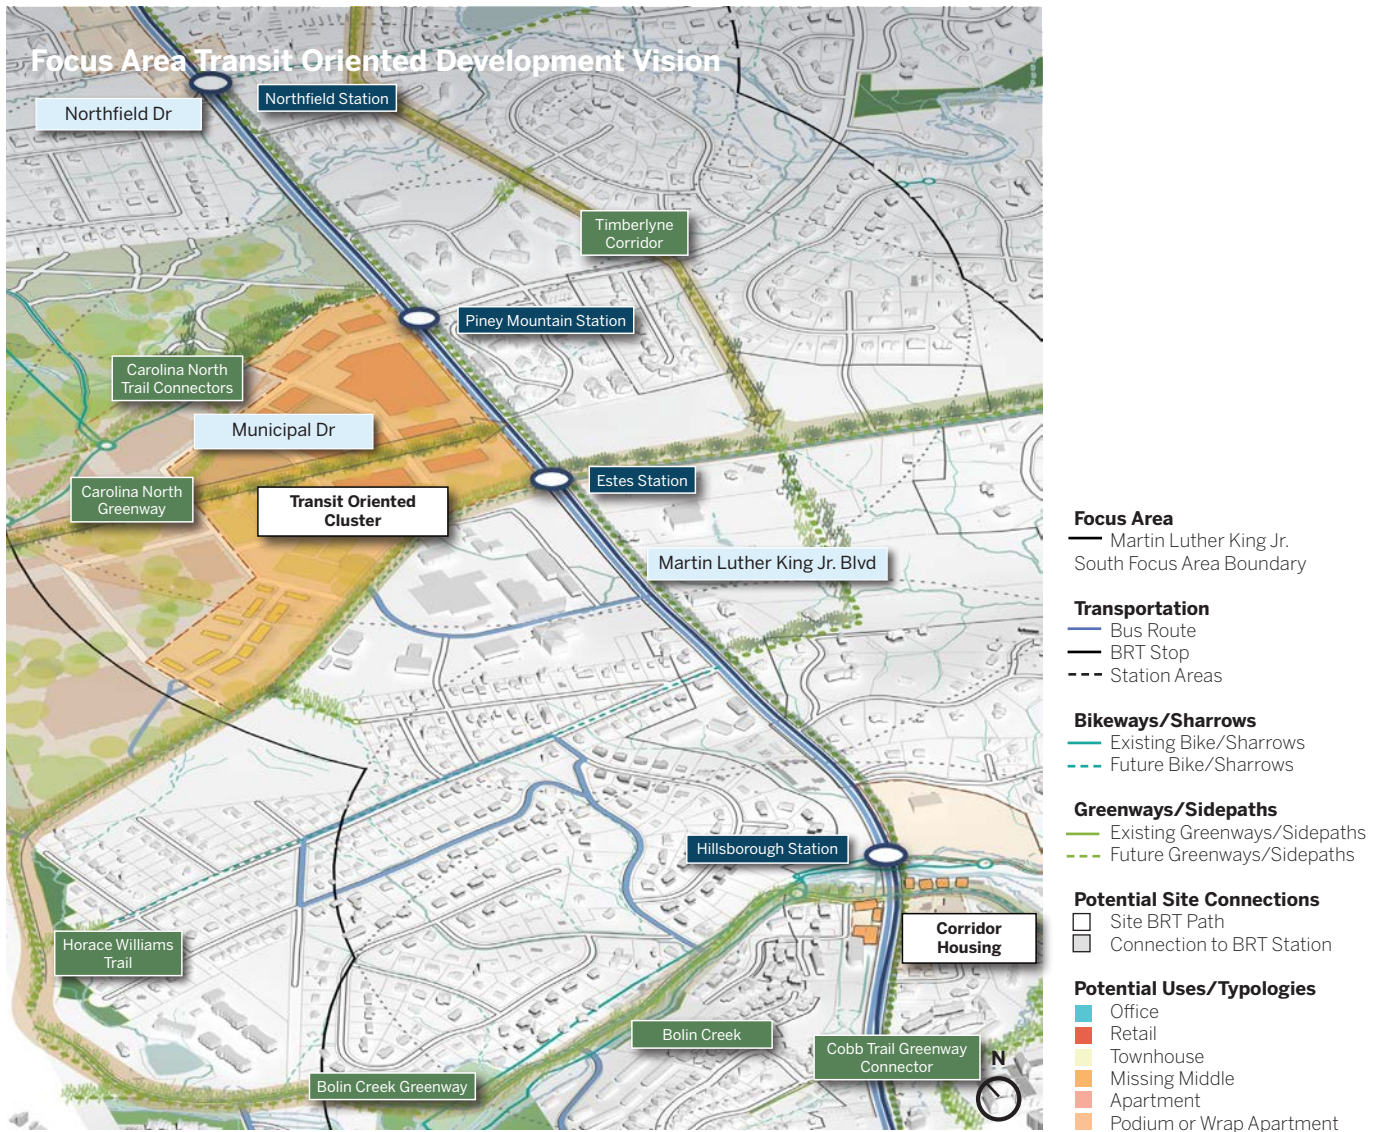 Focus Area Transit Oriented Development Vision
Northfield Dr
Northfield Station
Timberlyne
Corridor
Piney Mountain Station
Carolina North
Trail Connectors
Municipal Dr
Carolina North
Greenway
Transit Oriented
Cluster
Estes Station
Martin Luther King Jr. Blvd
Hillsborough Station
Corridor
Housing
Horace Williams
Trail
Bolin Creek
Cobb Trail Greenway
Connector
Bolin Creek Greenway
N
Focus Area
Martin Luther King Jr.
South Focus Area Boundary
Transportation
Bus Route
BRT Stop
Station Areas
Bikeways/Sharrows
Existing Bike/Sharrows
Future Bike/Sharrows
Greenways/Sidepaths
Existing Greenways/Sidepaths
Future Greenways/Sidepaths
Potential Site Connections
Site BRT Path
Connection to BRT Station
Potential Uses/Typologies
Office
Retail
Townhouse
Missing Middle
Apartment
Podium or Wrap Apartment